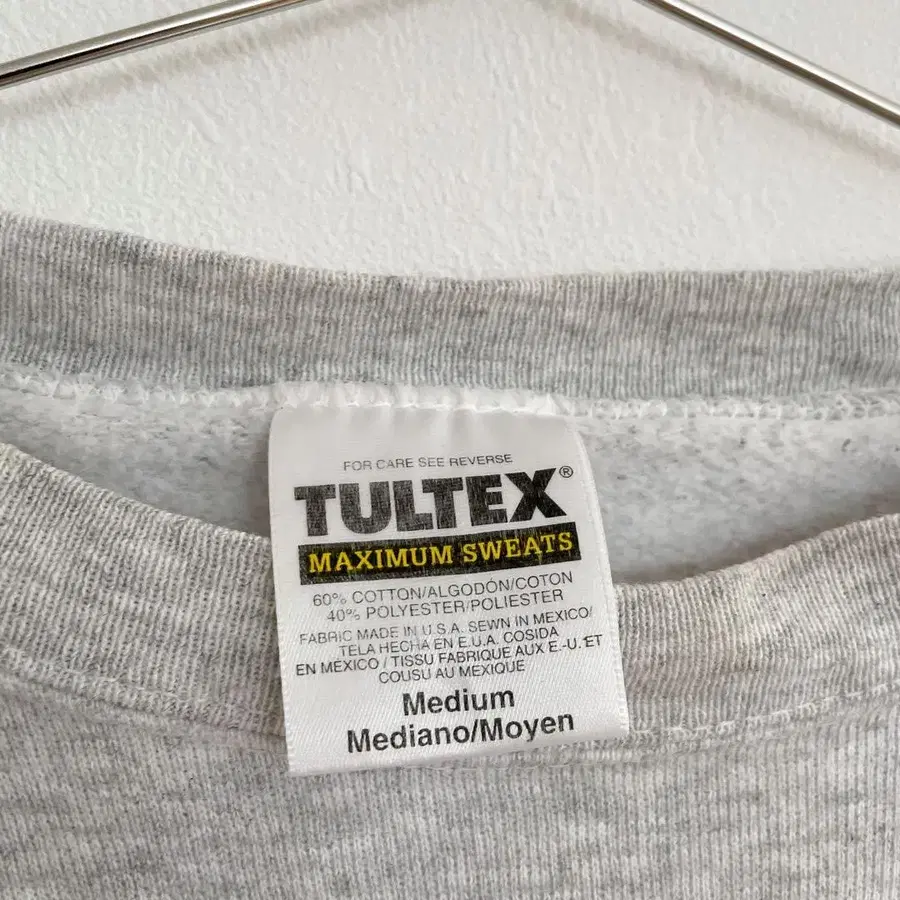 FOR CARE SEE REVERSE
TULTEX®
MAXIMUM SWEATS
60% COTTON/ALGODÓN/COTON
40% POLYESTER/POLIESTER
FABRIC MADE IN U.S.A. SEWN IN MEXICO/
TELA HECHA EN E.U.A. COSIDA
EN MÉXICO / TISSU FABRIQUE AUX E.-U. ET
COUSU AU MEXIQUE
Medium
Mediano/Moyen